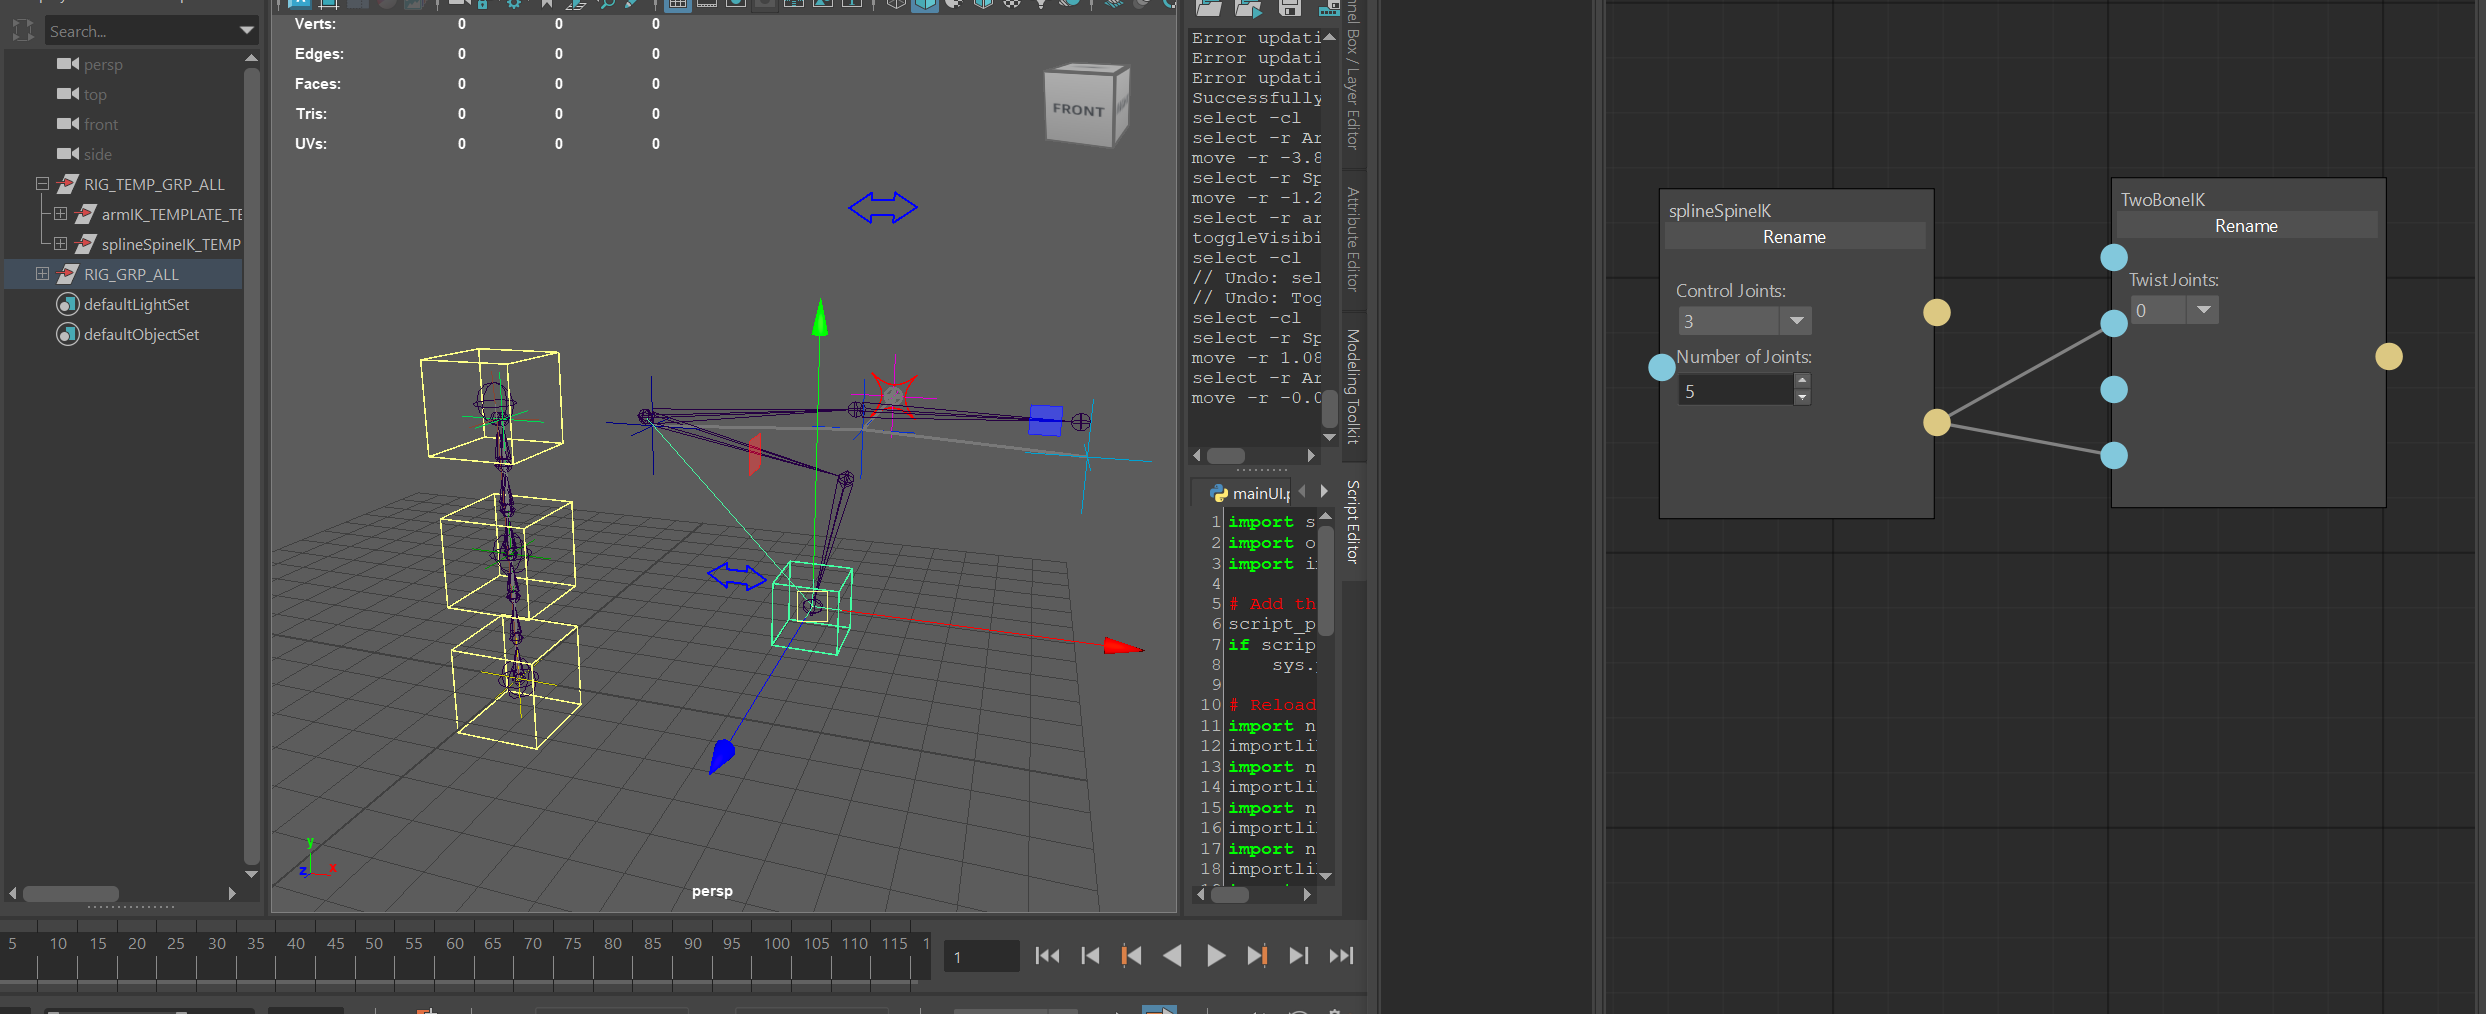 Search...
persp
top
front
side
RIG_TEMP_GRP_ALL
armIK_TEMPLATE_TE
splineSpineIK_TEMP
RIG_GRP_ALL
defaultLightSet
defaultObjectSet
Verts: 0 0 0
Edges: 0 0 0
Faces: 0 0 0
Tris: 0 0 0
UVs: 0 0 0
FRONT
y
z x
persp
Error updati
Error updati
Error updati
Successfully
select -cl
select -r Ar
move -r -3.8
select -r Sp
move -r -1.2
select -r ar
toggleVisibi
select -cl
// Undo: sel
// Undo: Tog
select -cl
select -r Sp
move -r 1.08
select -r Ar
move -r -0.0
mainUI.p
1 import s
2 import o
3 import i
4
5 # Add th
6 script_p
7 if scrip
8 sys.
9
10 # Reload
11 import n
12 importli
13 import n
14 importli
15 import n
16 importli
17 import n
18 importli
nnel Box / Layer Editor
Attribute Editor
Modeling Toolkit
Script Editor
5 10 15 20 25 30 35 40 45 50 55 60 65 70 75 80 85 90 95 100 105 110 115 1
1
splineSpineIK
Rename
Control Joints:
3
Number of Joints:
5
TwoBoneIK
Rename
Twist Joints:
0